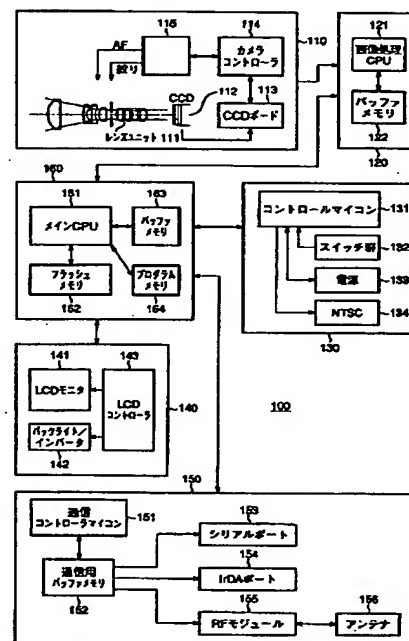 115
114
AF
絞り
カメラ
コントローラ
110
CCD
112
113
CCDボード
レンズユニット 111
121
画像処理
CPU
バッファ
メモリ
122
120
160
161
163
メインCPU
バッファ
メモリ
フラッシュ
メモリ
プログラム
メモリ
162
164
コントロールマイコン
131
スイッチ群
132
電源
133
NTSC
134
130
141
143
LCDモニタ
LCD
コントローラ
バックライト/
インバータ
142
140
100
150
通信
コントローラマイコン
151
通信用
バッファメモリ
152
153
シリアルポート
154
IrDAポート
155
RFモジュール
156
アンテナ